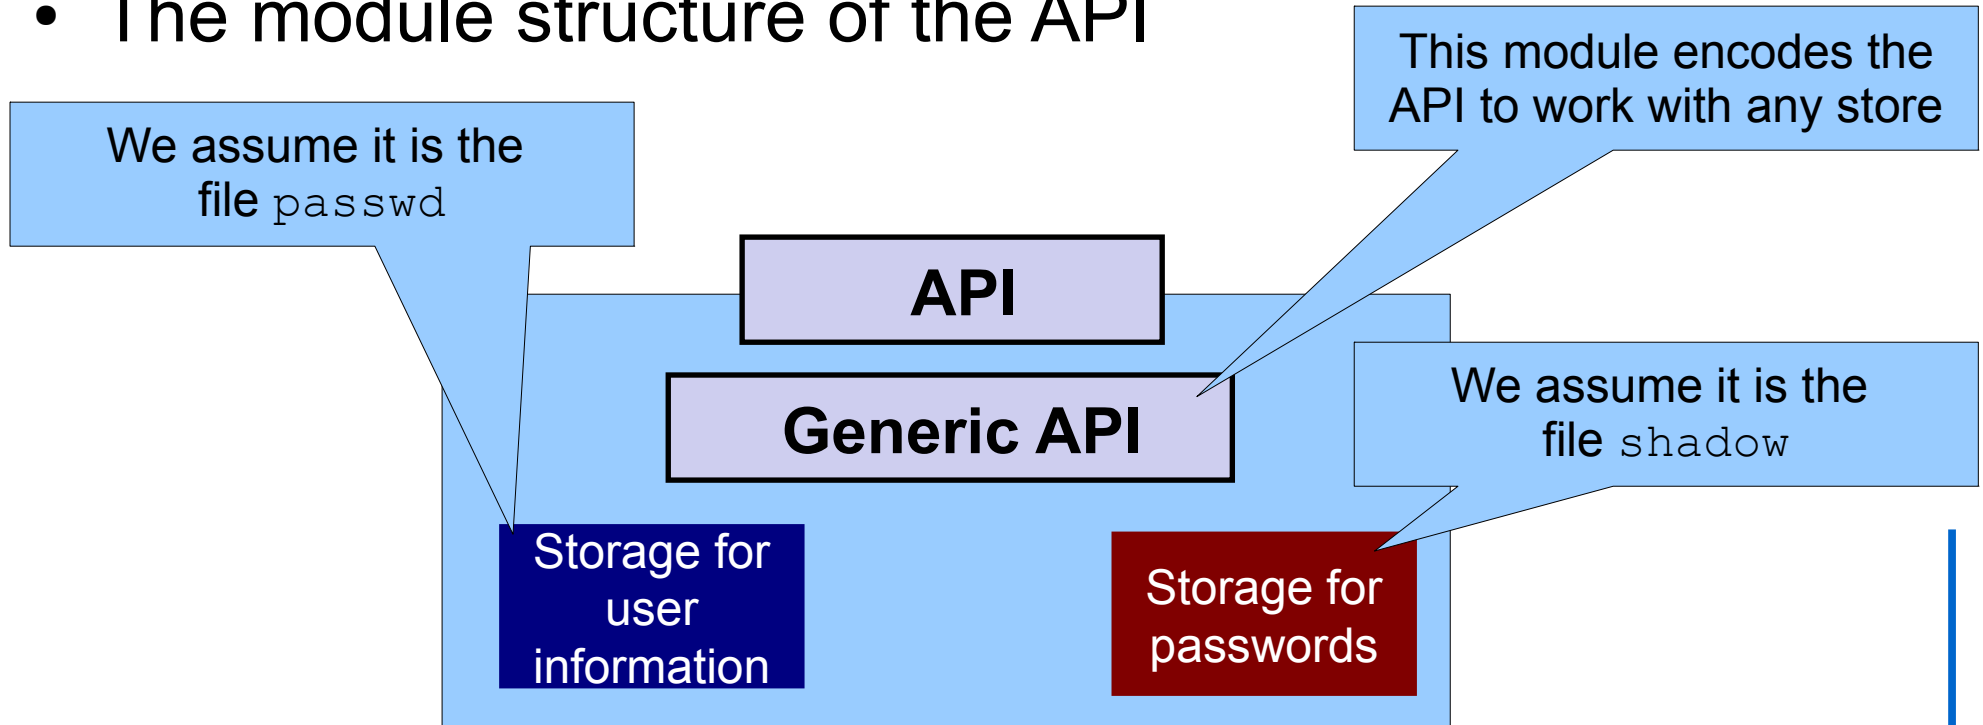 • The module structure of the API
This module encodes the
API to work with any store
We assume it is the
file passwd
API
Generic API
We assume it is the
file shadow
Storage for
user
information
Storage for
passwords